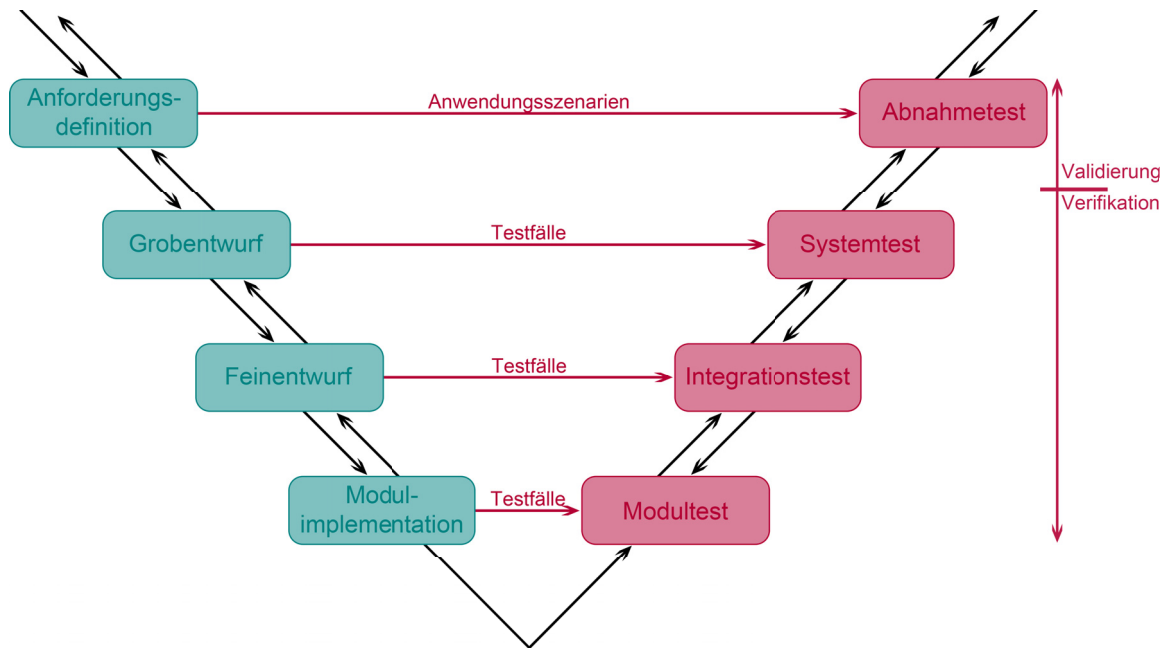 Anforderungs-
definition
Anwendungsszenarien
Abnahmetest
Validierung
Verifikation
Grobentwurf
Testfälle
Systemtest
Feinentwurf
Testfälle
Integrationstest
Modul-
implementation
Testfälle
Modultest